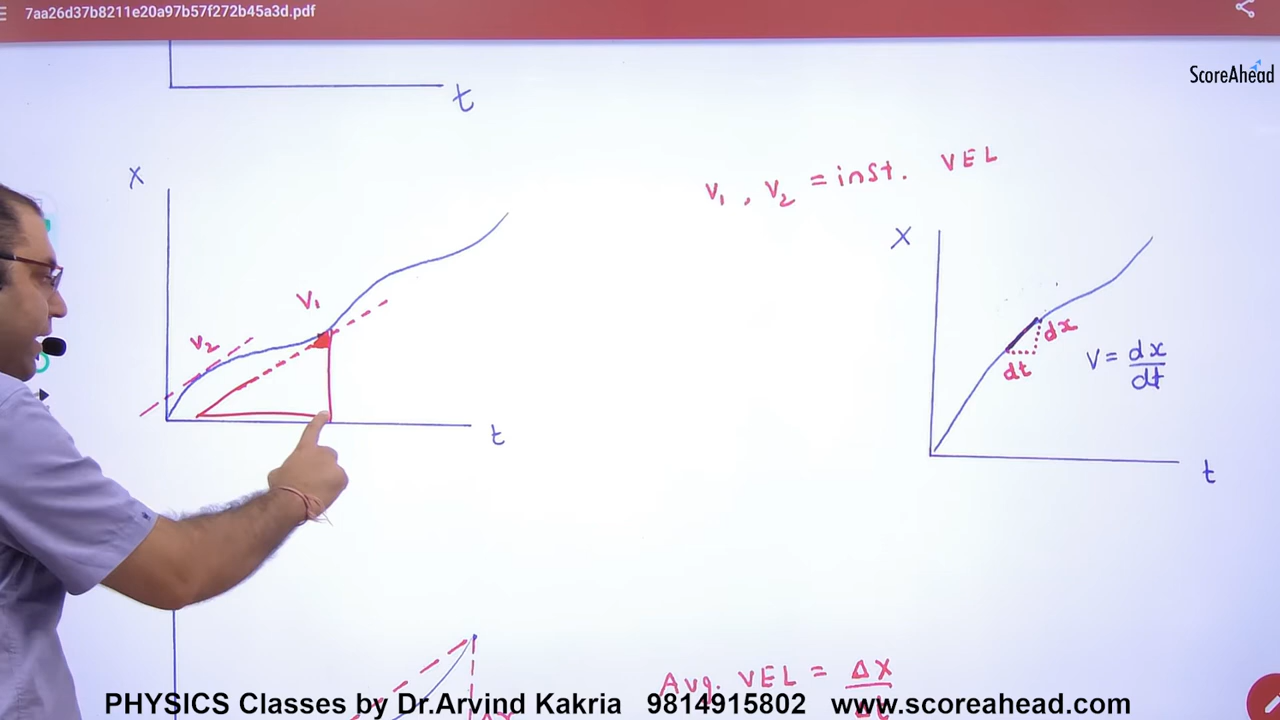 7aa26d37b8211e20a97b57f272b45a3d.pdf
ScoreAhead
t
x
V₁ , V₂ = inst. VEL
x
V₁
V₂
dx
dt
V = dx/dt
t
t
Avg. VEL = Δx
PHYSICS Classes by Dr.Arvind Kakria 9814915802 www.scoreahead.com